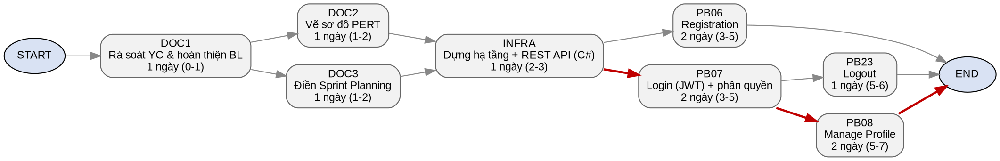 START
DOC1
Rà soát YC & hoàn thiện BL
1 ngày (0-1)
DOC2
Vẽ sơ đồ PERT
1 ngày (1-2)
DOC3
Điền Sprint Planning
1 ngày (1-2)
INFRA
Dựng hạ tầng + REST API (C#)
1 ngày (2-3)
PB06
Registration
2 ngày (3-5)
PB07
Login (JWT) + phân quyền
2 ngày (3-5)
PB23
Logout
1 ngày (5-6)
PB08
Manage Profile
2 ngày (5-7)
END